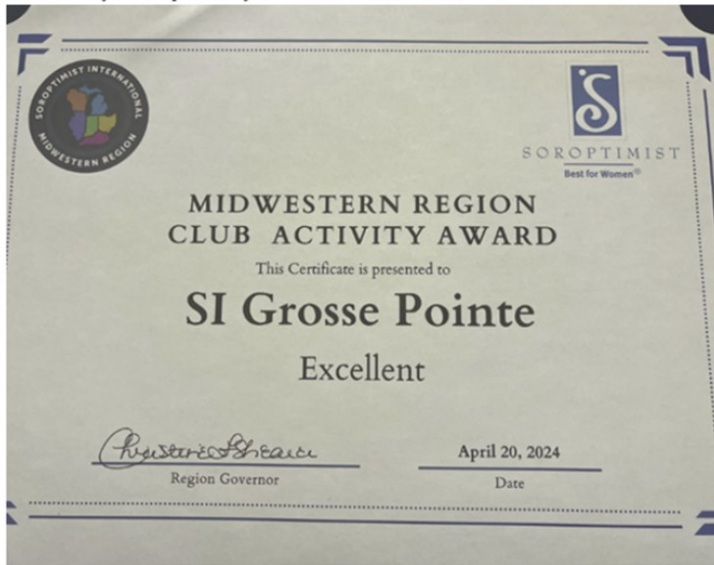 SOROPTIMIST INTERNATIONAL
MIDWESTERN REGION
S
SOROPTIMIST
Best for Women®
MIDWESTERN REGION
CLUB ACTIVITY AWARD
This Certificate is presented to
SI Grosse Pointe
Excellent
April 20, 2024
Region Governor
Date